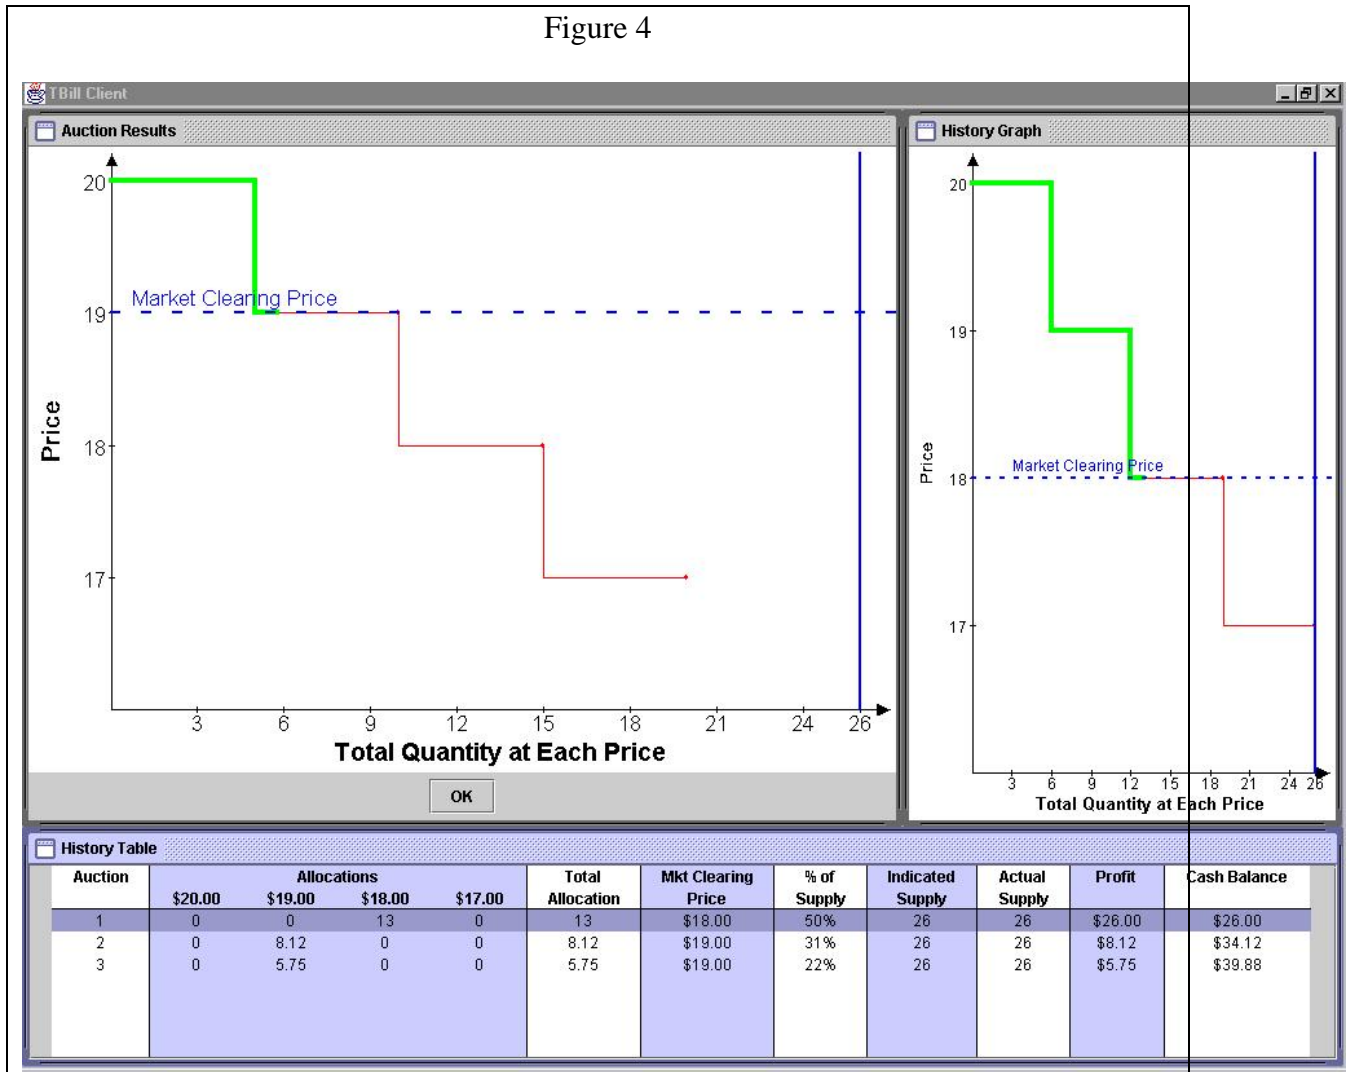 Figure 4
TBill Client
Auction Results
20
Market Clearing Price
19
18
17
Price
3 6 9 12 15 18 21 24 26
Total Quantity at Each Price
OK
History Graph
20
19
Market Clearing Price
18
17
Price
3 6 9 12 15 18 21 24 26
Total Quantity at Each Price
History Table
Auction Allocations Total Mkt Clearing % of Indicated Actual Profit Cash Balance
$20.00 $19.00 $18.00 $17.00 Allocation Price Supply Supply Supply
1 0 0 13 0 13 $18.00 50% 26 26 $26.00 $26.00
2 0 8.12 0 0 8.12 $19.00 31% 26 26 $8.12 $34.12
3 0 5.75 0 0 5.75 $19.00 22% 26 26 $5.75 $39.88